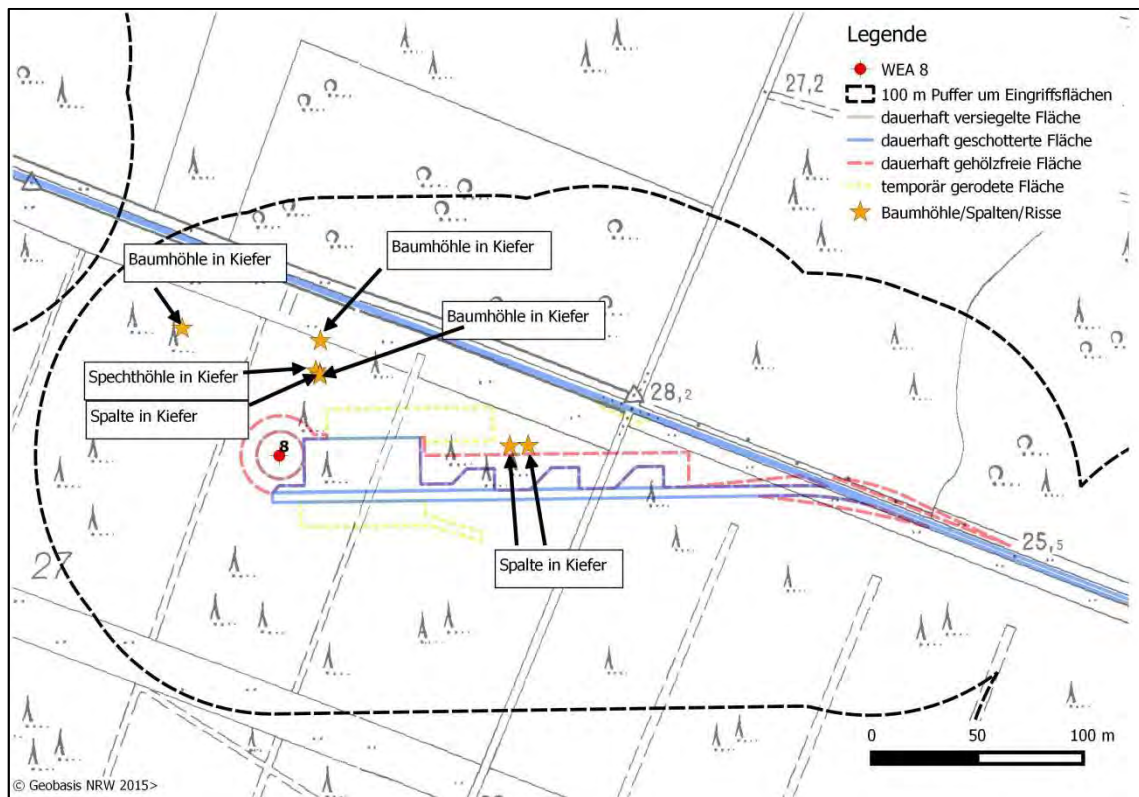 Legende
WEA 8
100 m Puffer um Eingriffsflächen
dauerhaft versiegelte Fläche
dauerhaft geschotterte Fläche
dauerhaft gehölzfreie Fläche
temporär gerodete Fläche
Baumhöhle/Spalten/Risse
27,2
Baumhöhle in Kiefer
Baumhöhle in Kiefer
Baumhöhle in Kiefer
Spechthöhle in Kiefer
Spalte in Kiefer
28,2
8
Spalte in Kiefer
25,5
27
0 50 100 m
© Geobasis NRW 2015>